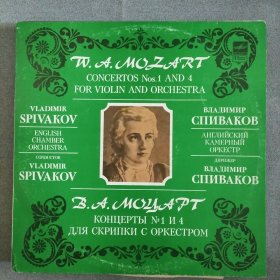 W. A. MOZART
CONCERTOS Nos. 1 AND 4
FOR VIOLIN AND ORCHESTRA
VLADIMIR
SPIVAKOV
ENGLISH
CHAMBER
ORCHESTRA
CONDUCTOR
VLADIMIR
SPIVAKOV
ВЛАДИМИР
СПИВАКОВ
АНГЛИЙСКИЙ
КАМЕРНЫЙ
ОРКЕСТР
ДИРИЖЕР
ВЛАДИМИР
СПИВАКОВ
В. А. МОЦАРТ
КОНЦЕРТЫ №1 И 4
ДЛЯ СКРИПКИ С ОРКЕСТРОМ